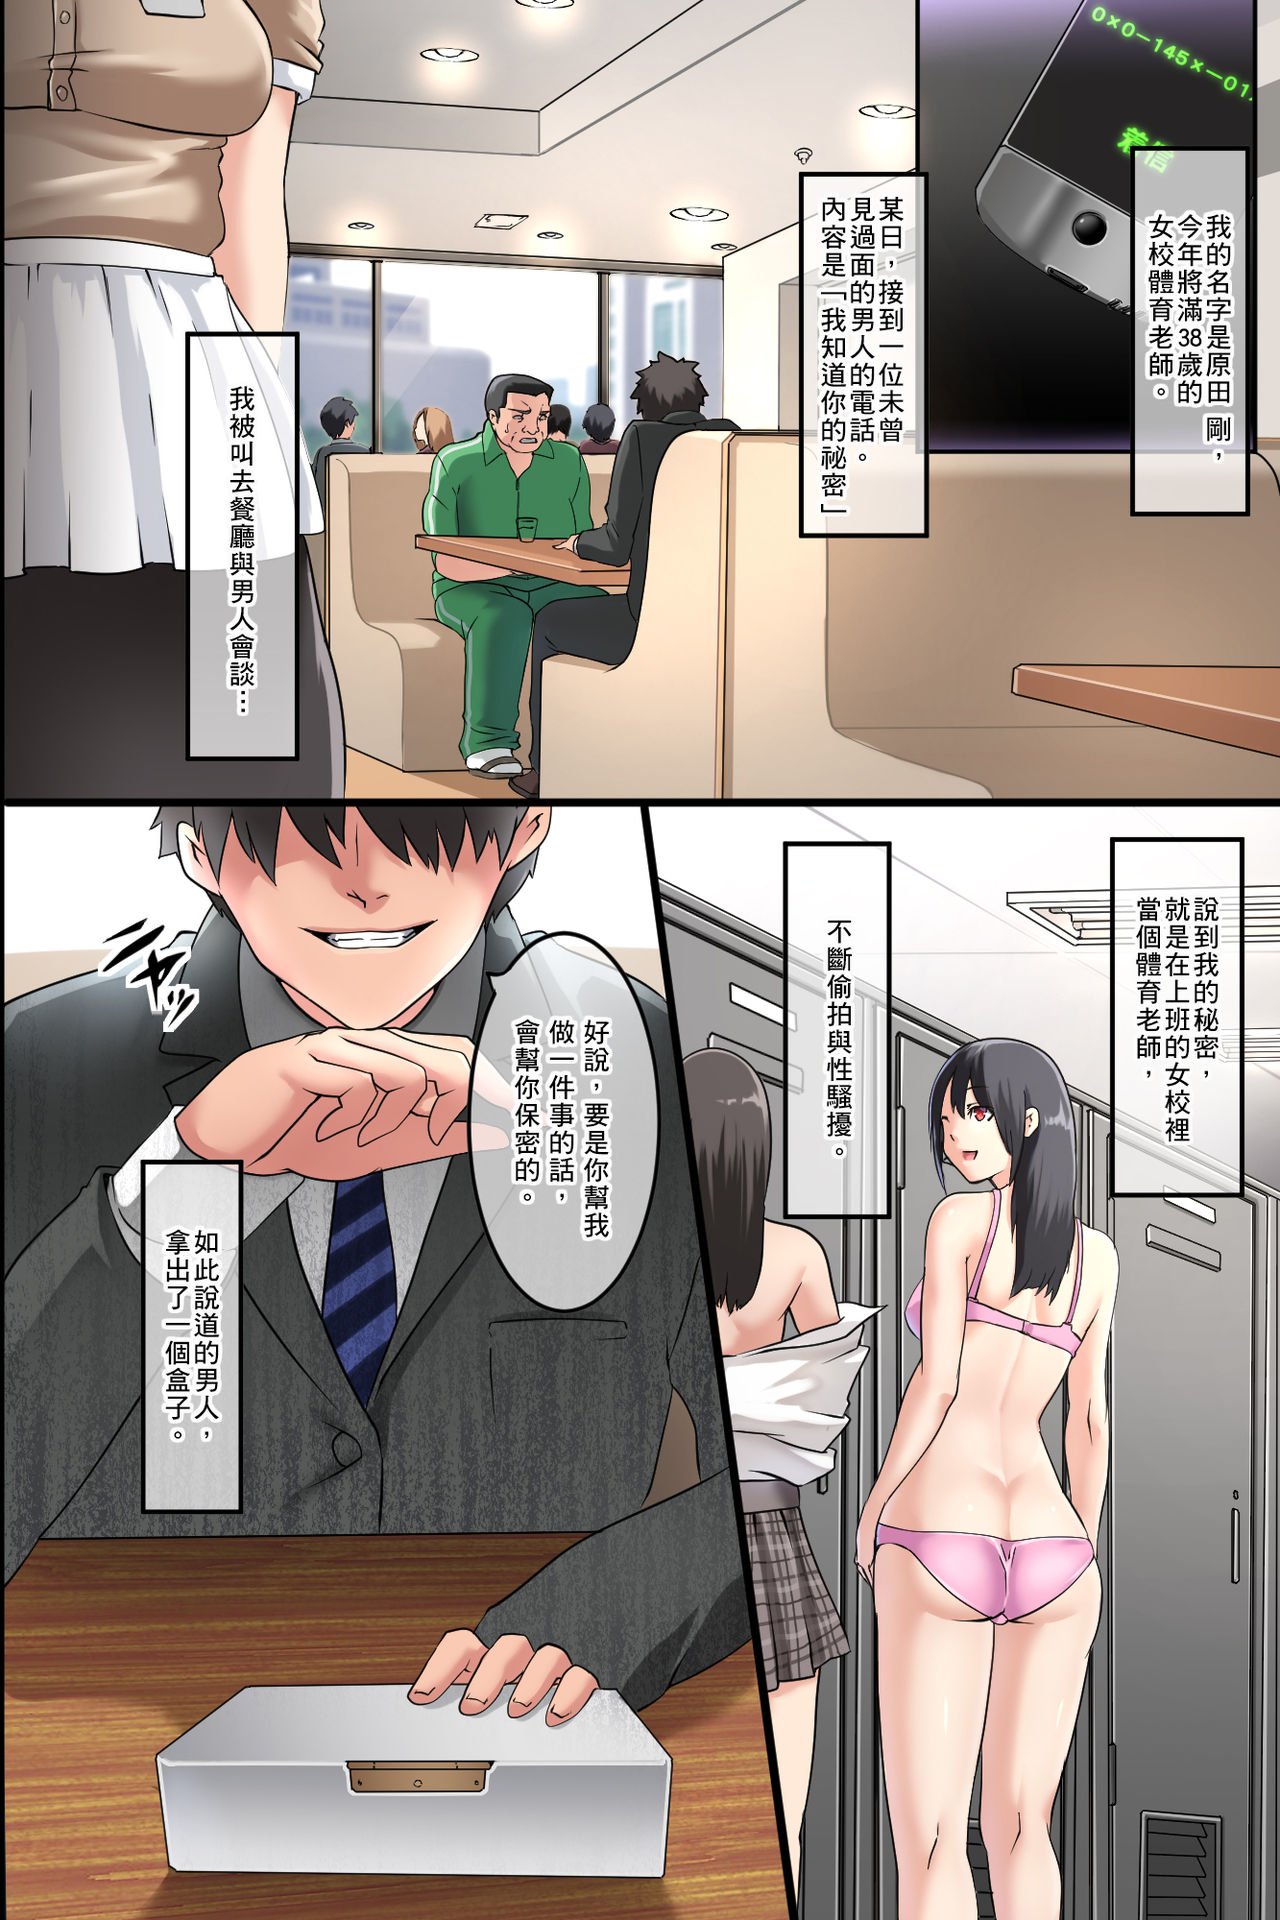 0×0-145×-01
着信
我的名字是原田 剛，
今年將滿38歲的
女校體育老師。
某日，接到一位未曾
見過面的男人的電話。
內容是「我知道你的祕密」
我被叫去餐廳與男人會談…
說到我的秘密，
就是在上班的女校裡
當個體育老師，
不斷偷拍與性騷擾。
好說，要是你幫我
做一件事的話，
會幫你保密的。
ニャッ
如此說道的男人，
拿出了一個盒子。